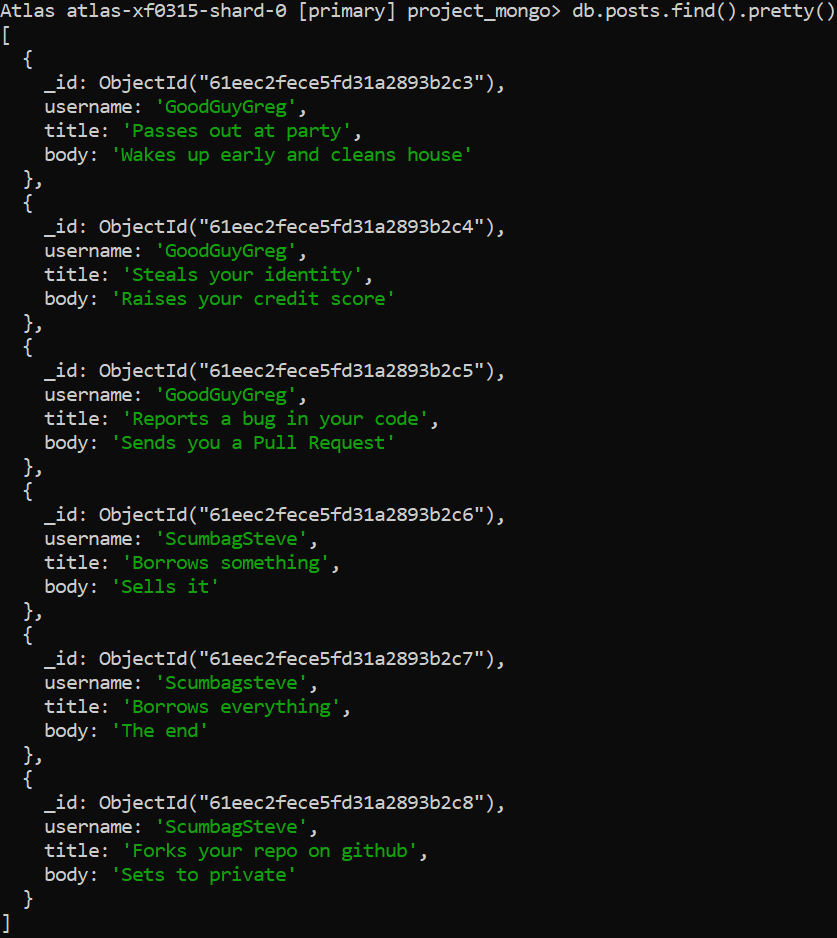 Atlas atlas-xf0315-shard-0 [primary] project_mongo> db.posts.find().pretty()
[
  {
    _id: ObjectId("61eec2fece5fd31a2893b2c3"),
    username: 'GoodGuyGreg',
    title: 'Passes out at party',
    body: 'Wakes up early and cleans house'
  },
  {
    _id: ObjectId("61eec2fece5fd31a2893b2c4"),
    username: 'GoodGuyGreg',
    title: 'Steals your identity',
    body: 'Raises your credit score'
  },
  {
    _id: ObjectId("61eec2fece5fd31a2893b2c5"),
    username: 'GoodGuyGreg',
    title: 'Reports a bug in your code',
    body: 'Sends you a Pull Request'
  },
  {
    _id: ObjectId("61eec2fece5fd31a2893b2c6"),
    username: 'ScumbagSteve',
    title: 'Borrows something',
    body: 'Sells it'
  },
  {
    _id: ObjectId("61eec2fece5fd31a2893b2c7"),
    username: 'Scumbagsteve',
    title: 'Borrows everything',
    body: 'The end'
  },
  {
    _id: ObjectId("61eec2fece5fd31a2893b2c8"),
    username: 'ScumbagSteve',
    title: 'Forks your repo on github',
    body: 'Sets to private'
  }
]